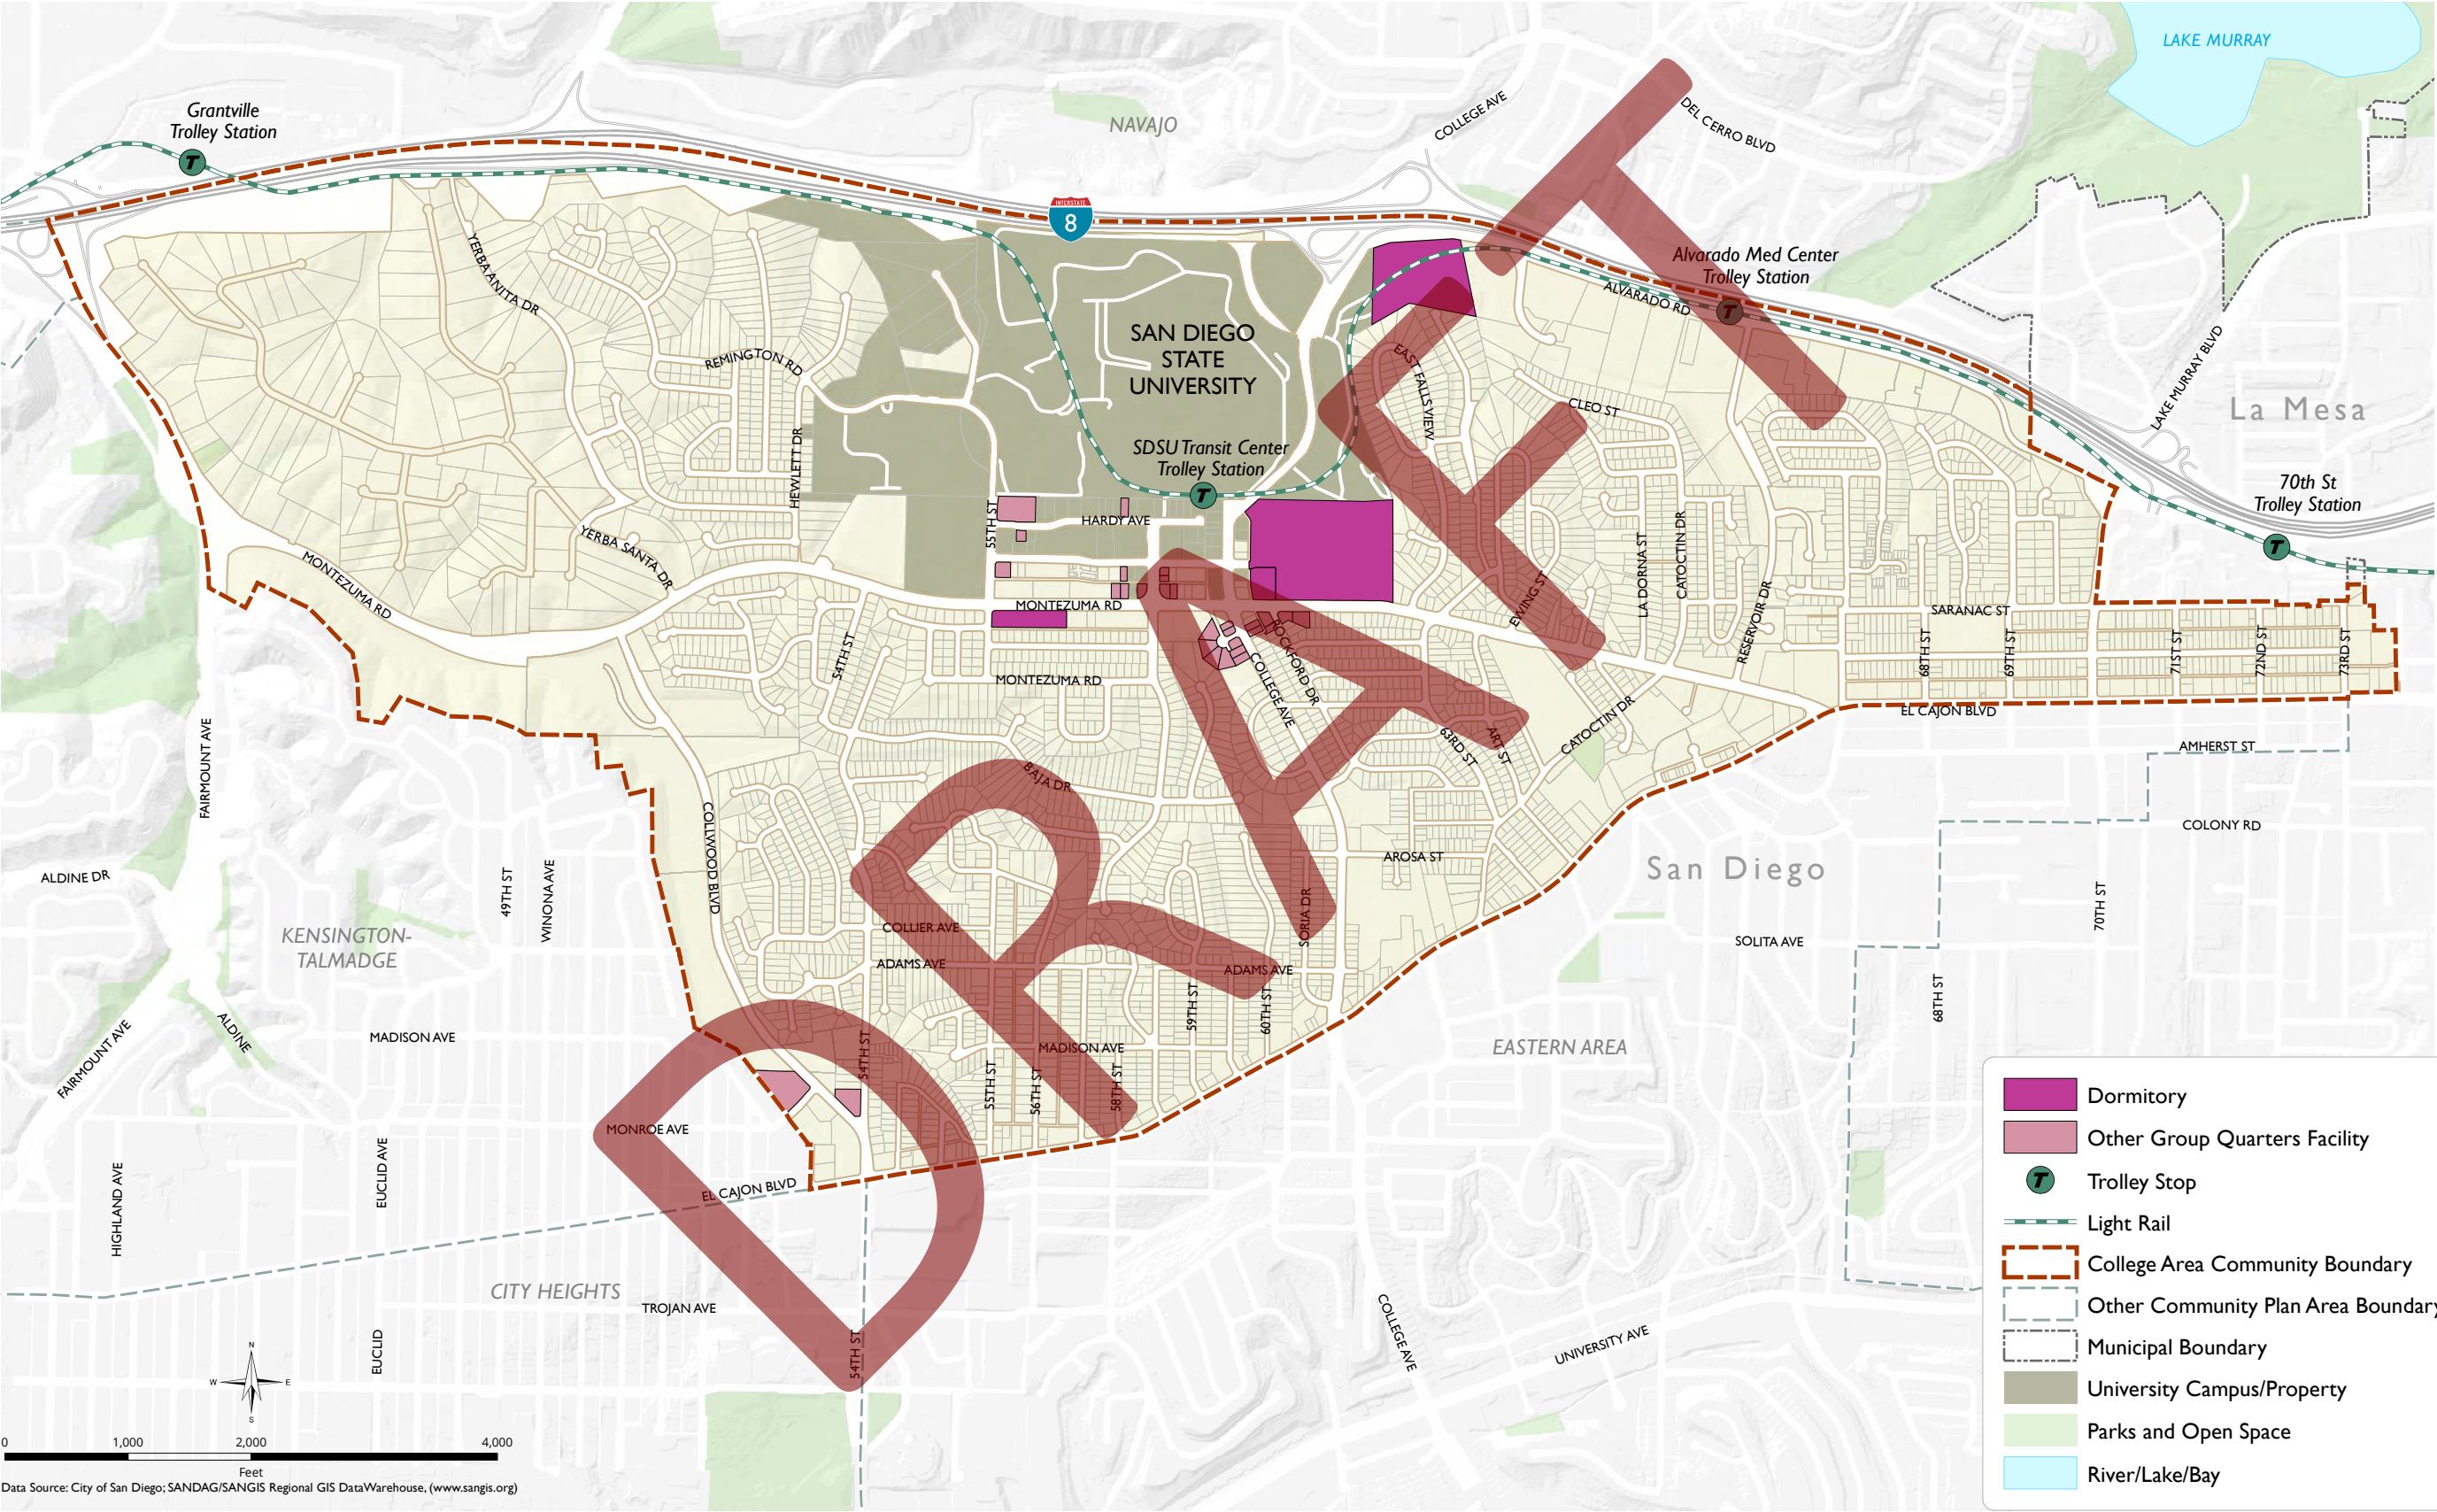 LAKE MURRAY
Grantville
Trolley Station
NAVAJO
COLLEGE AVE
DEL CERRO BLVD
INTERSTATE
8
YERBA ANITA DR
Alvarado Med Center
Trolley Station
ALVARADO RD
SAN DIEGO
STATE
UNIVERSITY
REMINGTON RD
EAST FALLS VIEW
CLEO ST
LAKE MURRAY BLVD
La Mesa
HEWLETT DR
SDSU Transit Center
Trolley Station
70th St
Trolley Station
55TH ST
HARDY AVE
YERBA SANTA DR
MONTEZUMA RD
MONTEZUMA RD
EWING ST
LA DORNA ST
CATOCTIN DR
RESERVOIR DR
SARANAC ST
54TH ST
ROCKFORD DR
COLLEGE AVE
68TH ST
69TH ST
71ST ST
72ND ST
73RD ST
MONTEZUMA RD
EL CAJON BLVD
CATOCTIN DR
63RD ST
ART ST
AMHERST ST
FAIRMOUNT AVE
BAJA DR
COLLWOOD BLVD
COLONY RD
AROSA ST
San Diego
ALDINE DR
49TH ST
WINONA AVE
70TH ST
KENSINGTON-
TALMADGE
COLLIER AVE
SORIA DR
SOLITA AVE
ADAMS AVE
ADAMS AVE
59TH ST
60TH ST
68TH ST
FAIRMOUNT AVE
ALDINE
MADISON AVE
54TH ST
MADISON AVE
EASTERN AREA
55TH ST
56TH ST
58TH ST
MONROE AVE
EUCLID AVE
HIGHLAND AVE
EL CAJON BLVD
CITY HEIGHTS
TROJAN AVE
EUCLID
54TH ST
COLLEGE AVE
UNIVERSITY AVE
DRAFT
Dormitory
Other Group Quarters Facility
T
Trolley Stop
Light Rail
College Area Community Boundary
Other Community Plan Area Boundary
Municipal Boundary
University Campus/Property
Parks and Open Space
River/Lake/Bay
N
W E
S
0 1,000 2,000 4,000
Feet
Data Source: City of San Diego; SANDAG/SANGIS Regional GIS DataWarehouse, (www.sangis.org)